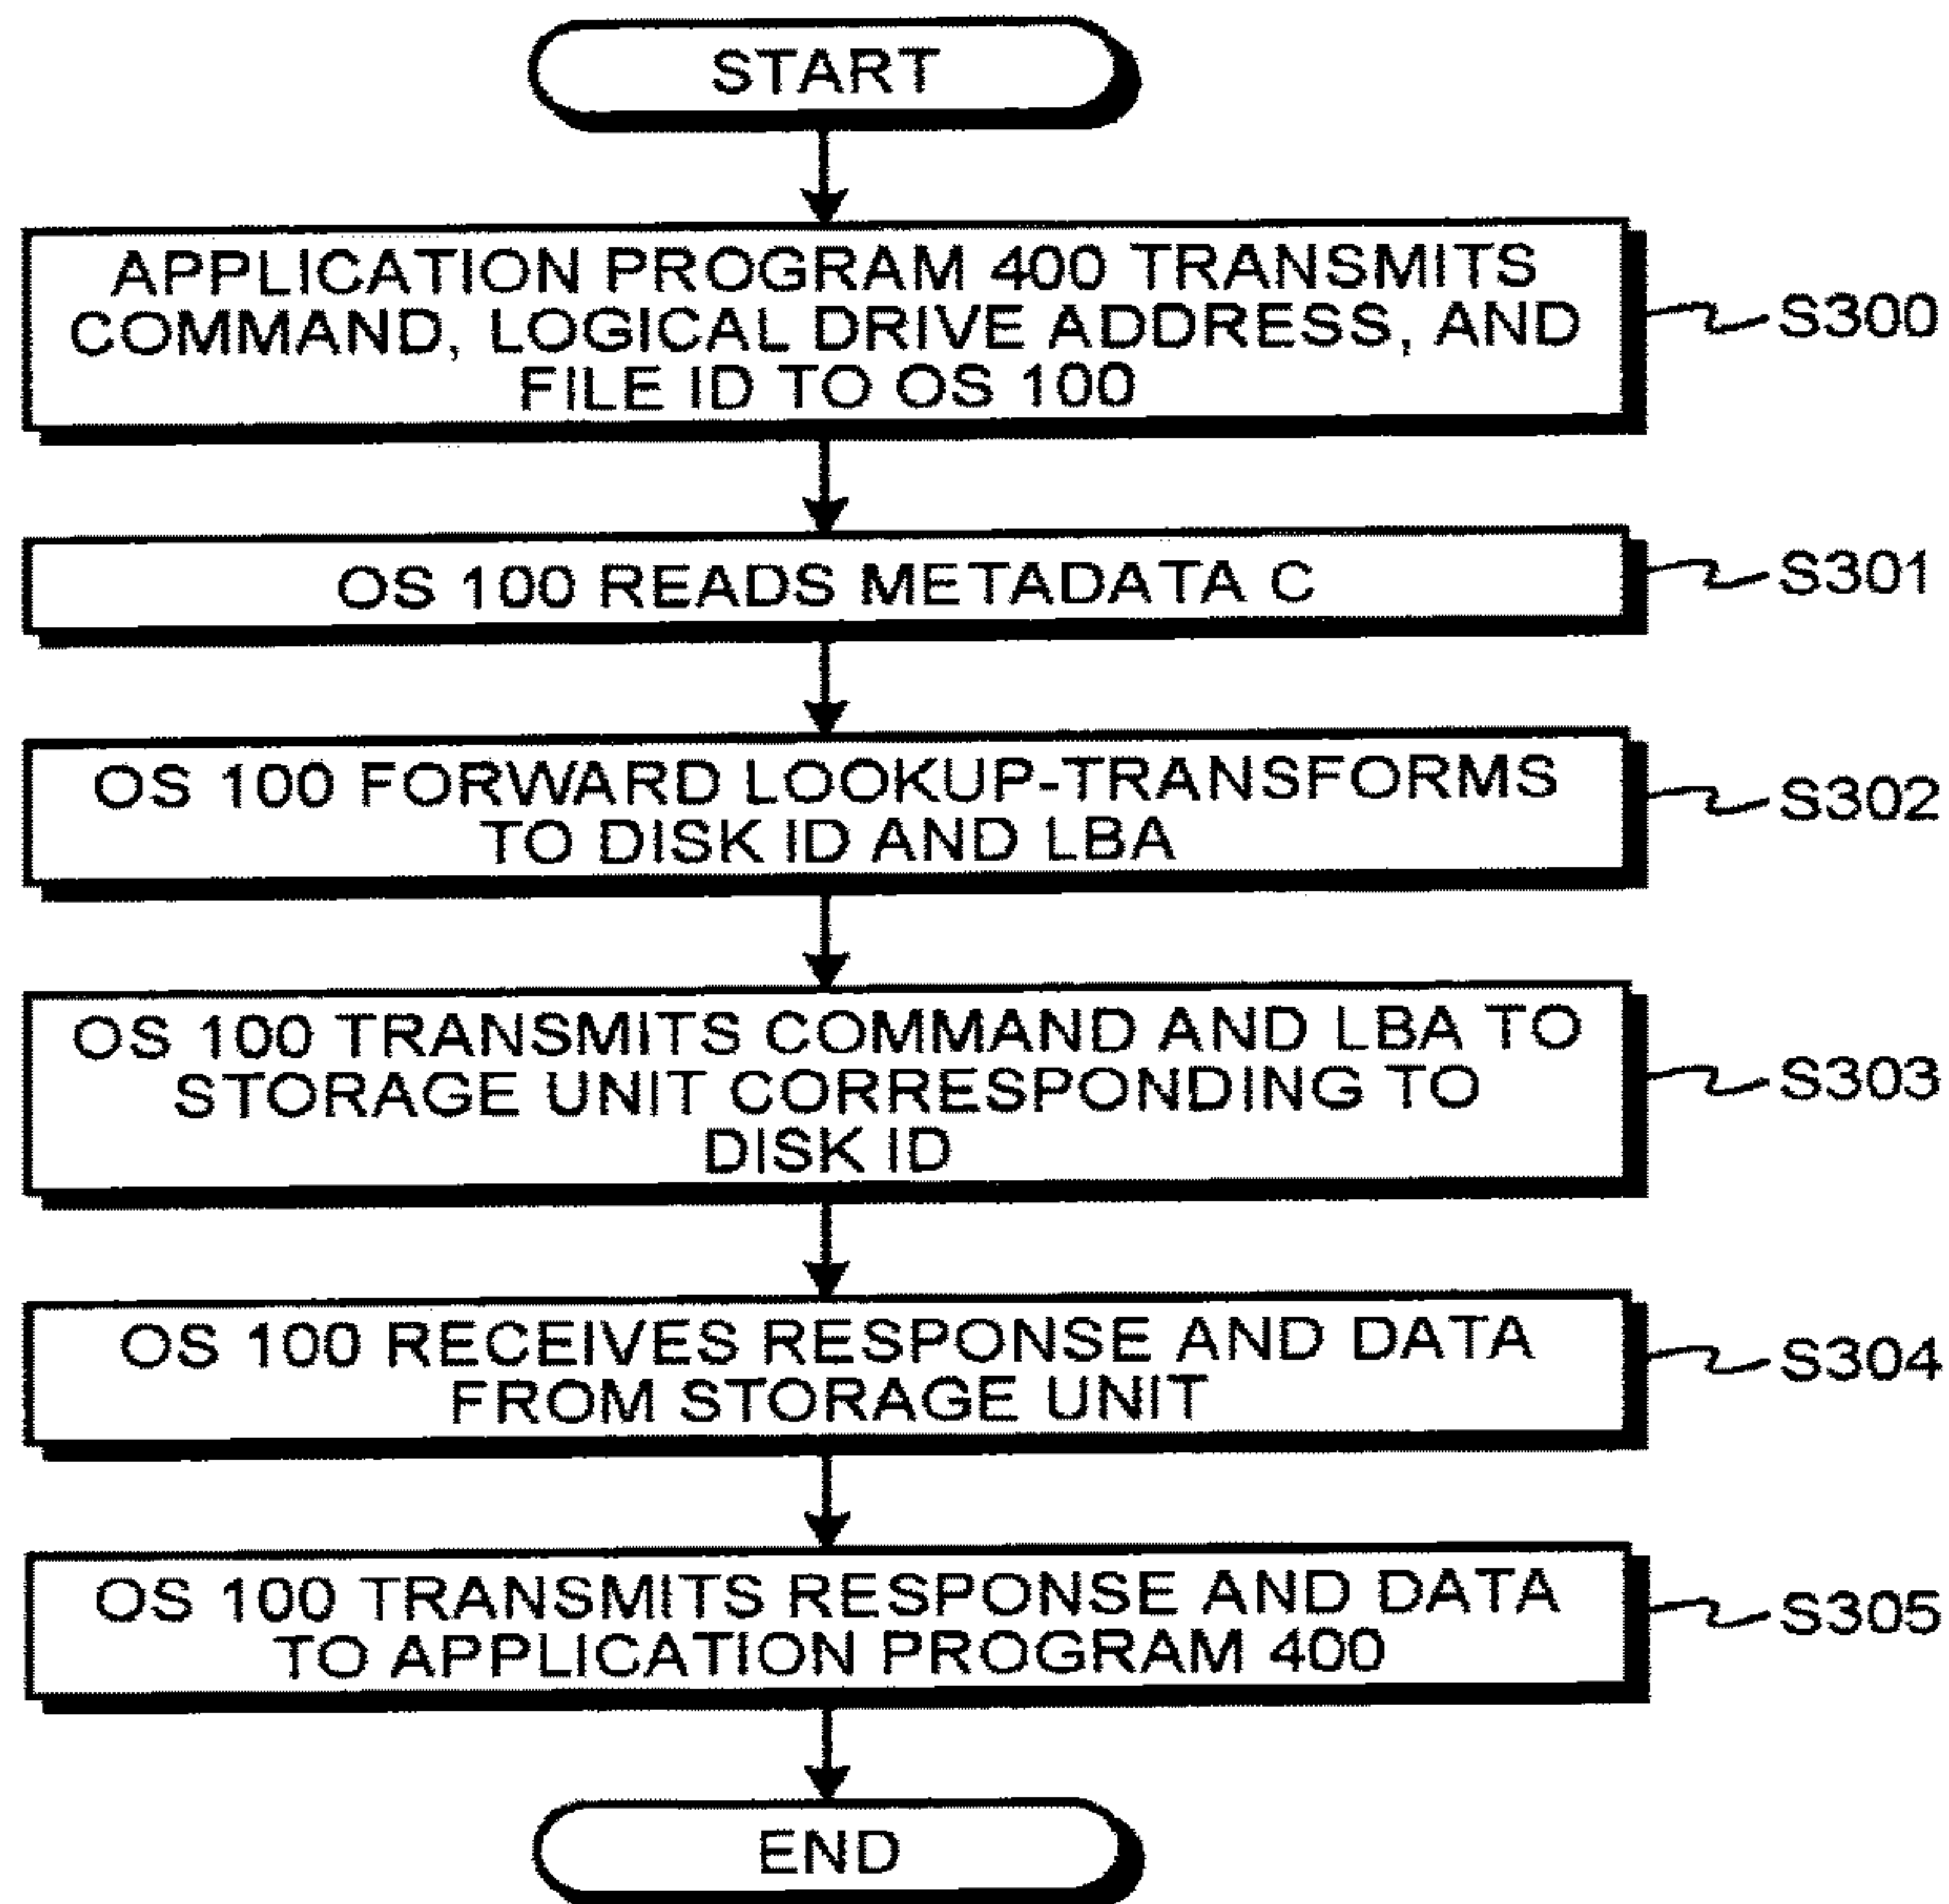 START
APPLICATION PROGRAM 400 TRANSMITS
COMMAND, LOGICAL DRIVE ADDRESS, AND
FILE ID TO OS 100
S300
OS 100 READS METADATA C
S301
OS 100 FORWARD LOOKUP-TRANSFORMS
TO DISK ID AND LBA
S302
OS 100 TRANSMITS COMMAND AND LBA TO
STORAGE UNIT CORRESPONDING TO
DISK ID
S303
OS 100 RECEIVES RESPONSE AND DATA
FROM STORAGE UNIT
S304
OS 100 TRANSMITS RESPONSE AND DATA
TO APPLICATION PROGRAM 400
S305
END